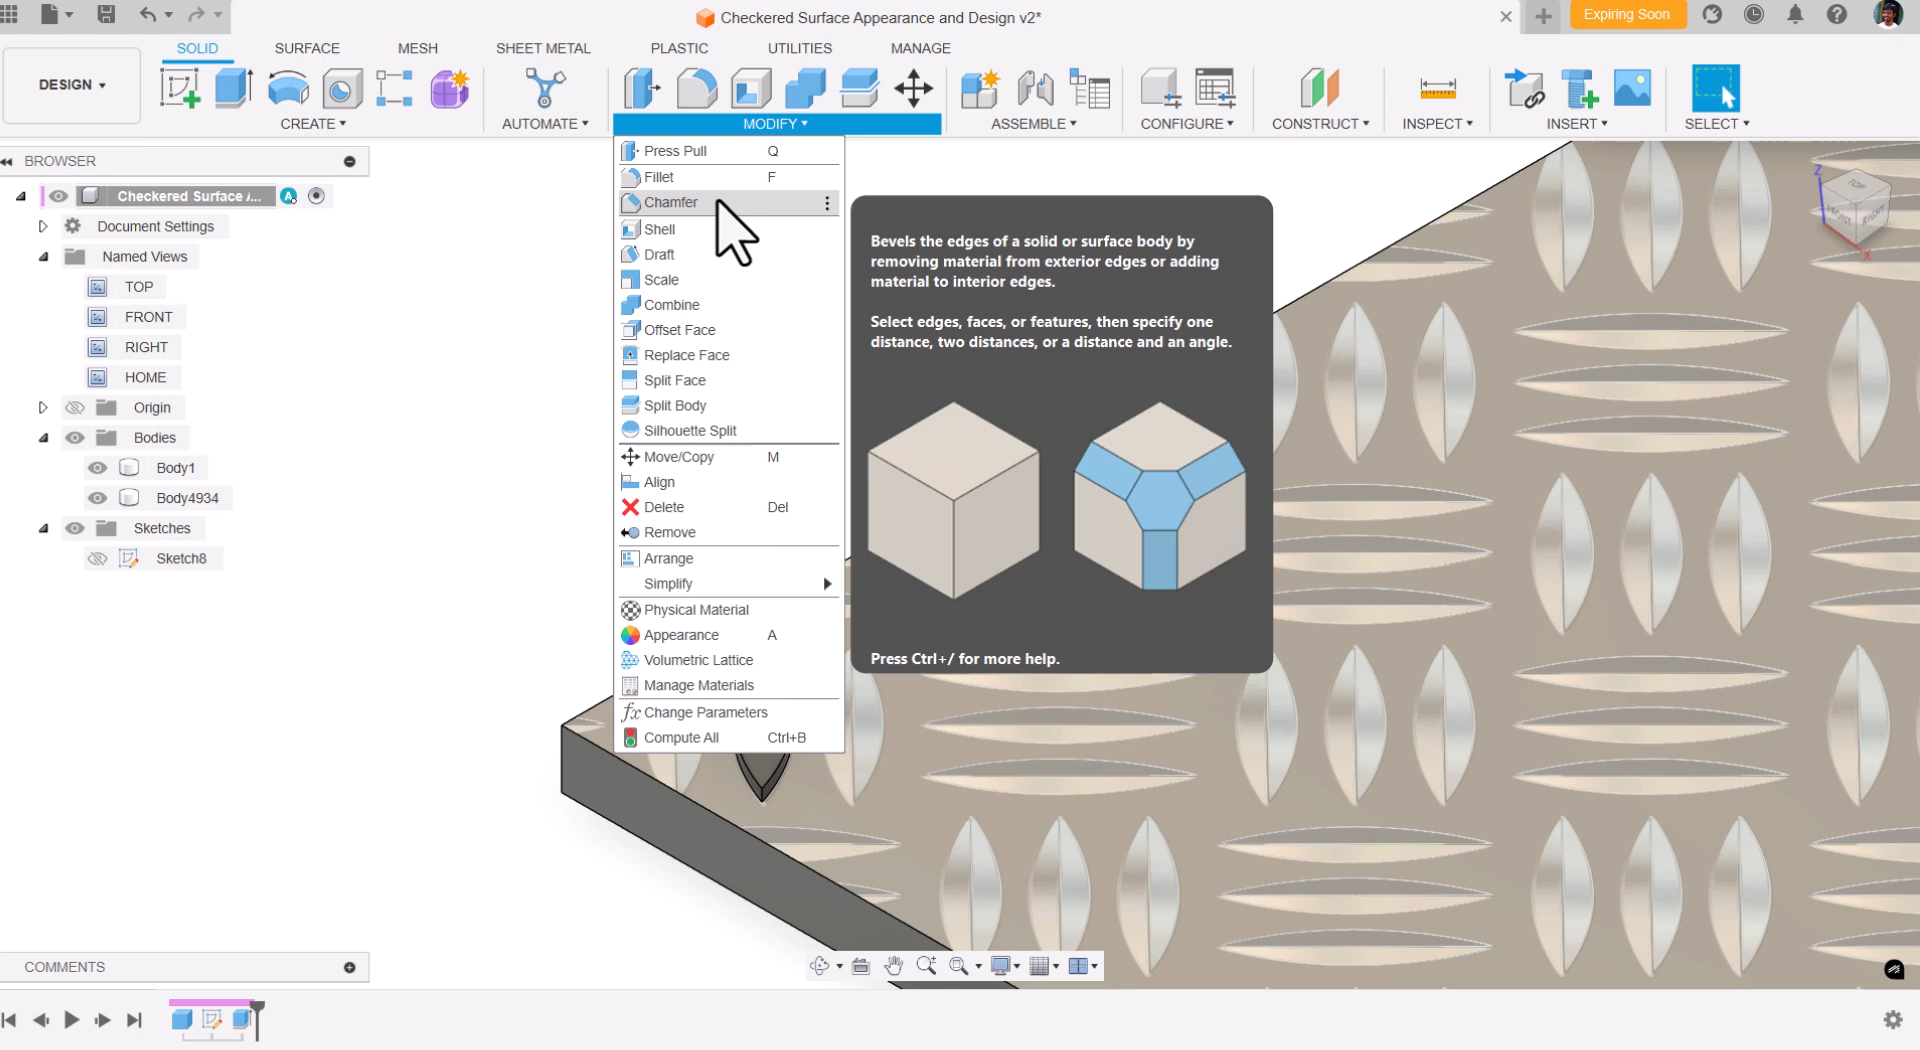 Checkered Surface Appearance and Design v2*
Expiring Soon
DESIGN
SOLID
SURFACE
MESH
SHEET METAL
PLASTIC
UTILITIES
MANAGE
CREATE
AUTOMATE
MODIFY
ASSEMBLE
CONFIGURE
CONSTRUCT
INSPECT
INSERT
SELECT
BROWSER
Checkered Surface /...
Document Settings
Named Views
TOP
FRONT
RIGHT
HOME
Origin
Bodies
Body1
Body4934
Sketches
Sketch8
Press Pull Q
Fillet F
Chamfer
Shell
Draft
Scale
Combine
Offset Face
Replace Face
Split Face
Split Body
Silhouette Split
Move/Copy M
Align
Delete Del
Remove
Arrange
Simplify
Physical Material
Appearance A
Volumetric Lattice
Manage Materials
fx Change Parameters
Compute All Ctrl+B
Bevels the edges of a solid or surface body by
removing material from exterior edges or adding
material to interior edges.
Select edges, faces, or features, then specify one
distance, two distances, or a distance and an angle.
Press Ctrl+/ for more help.
Z
TOP
RIGHT
X
COMMENTS